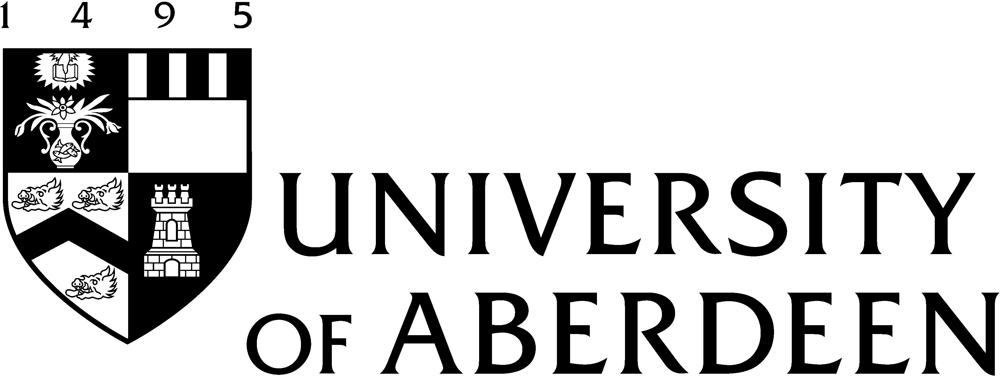 1 4 9 5
UNIVERSITY
OF ABERDEEN